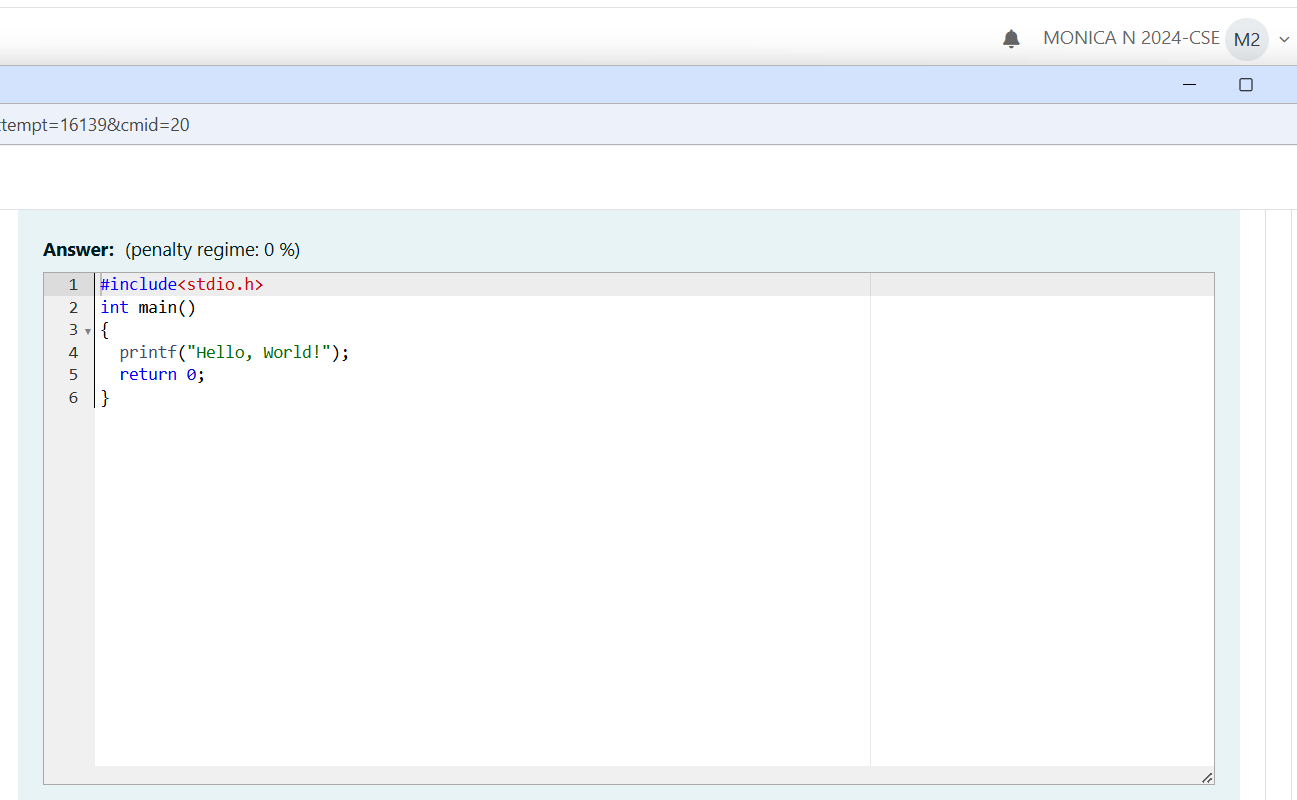 MONICA N 2024-CSE M2
tempt=16139&cmid=20
Answer: (penalty regime: 0 %)
1 #include<stdio.h>
2 int main()
3 {
4 printf("Hello, World!");
5 return 0;
6 }